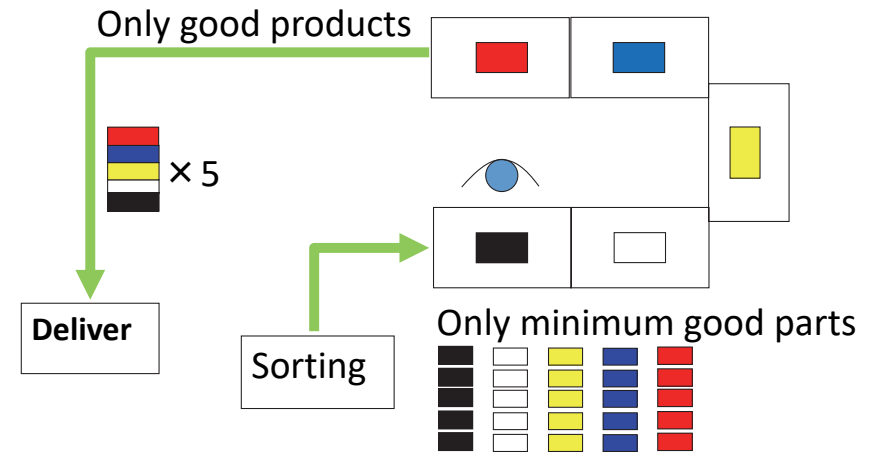 Only good products
× 5
Deliver
Sorting
Only minimum good parts